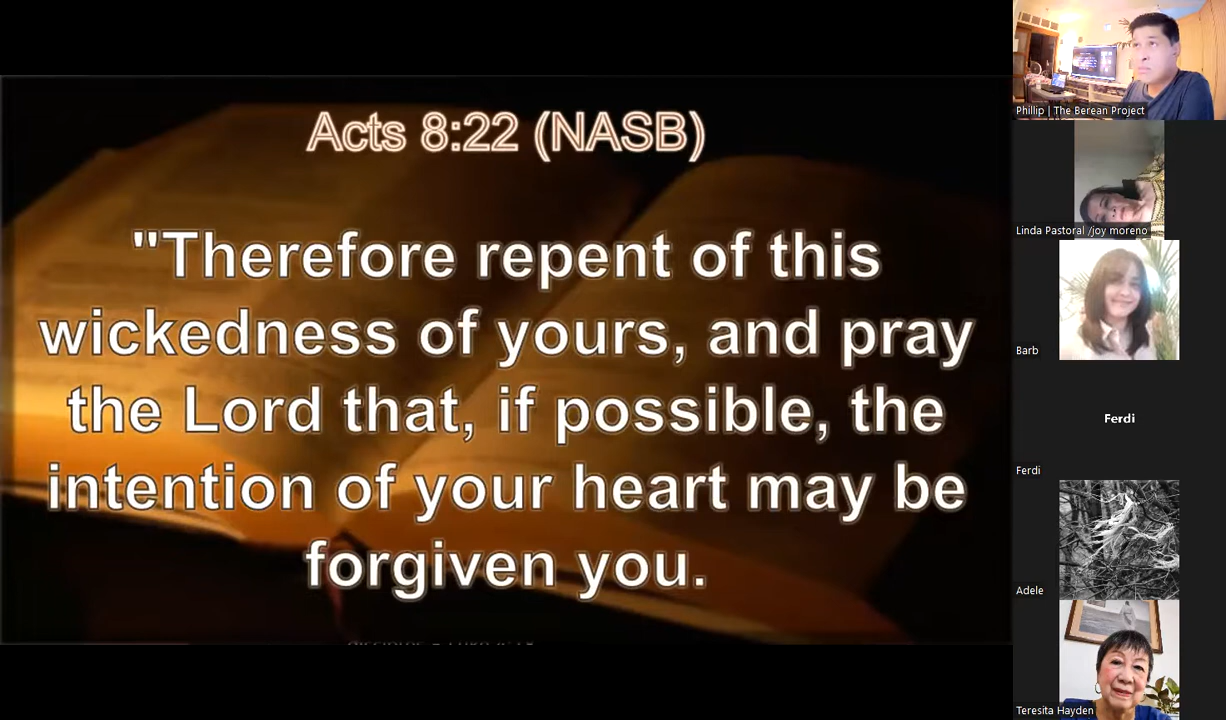 Acts 8:22 (NASB)
"Therefore repent of this
wickedness of yours, and pray
the Lord that, if possible, the
intention of your heart may be
forgiven you.
Phillip | The Berean Project
Linda Pastoral /joy moreno
Barb
Ferdi
Ferdi
Adele
Teresita Hayden